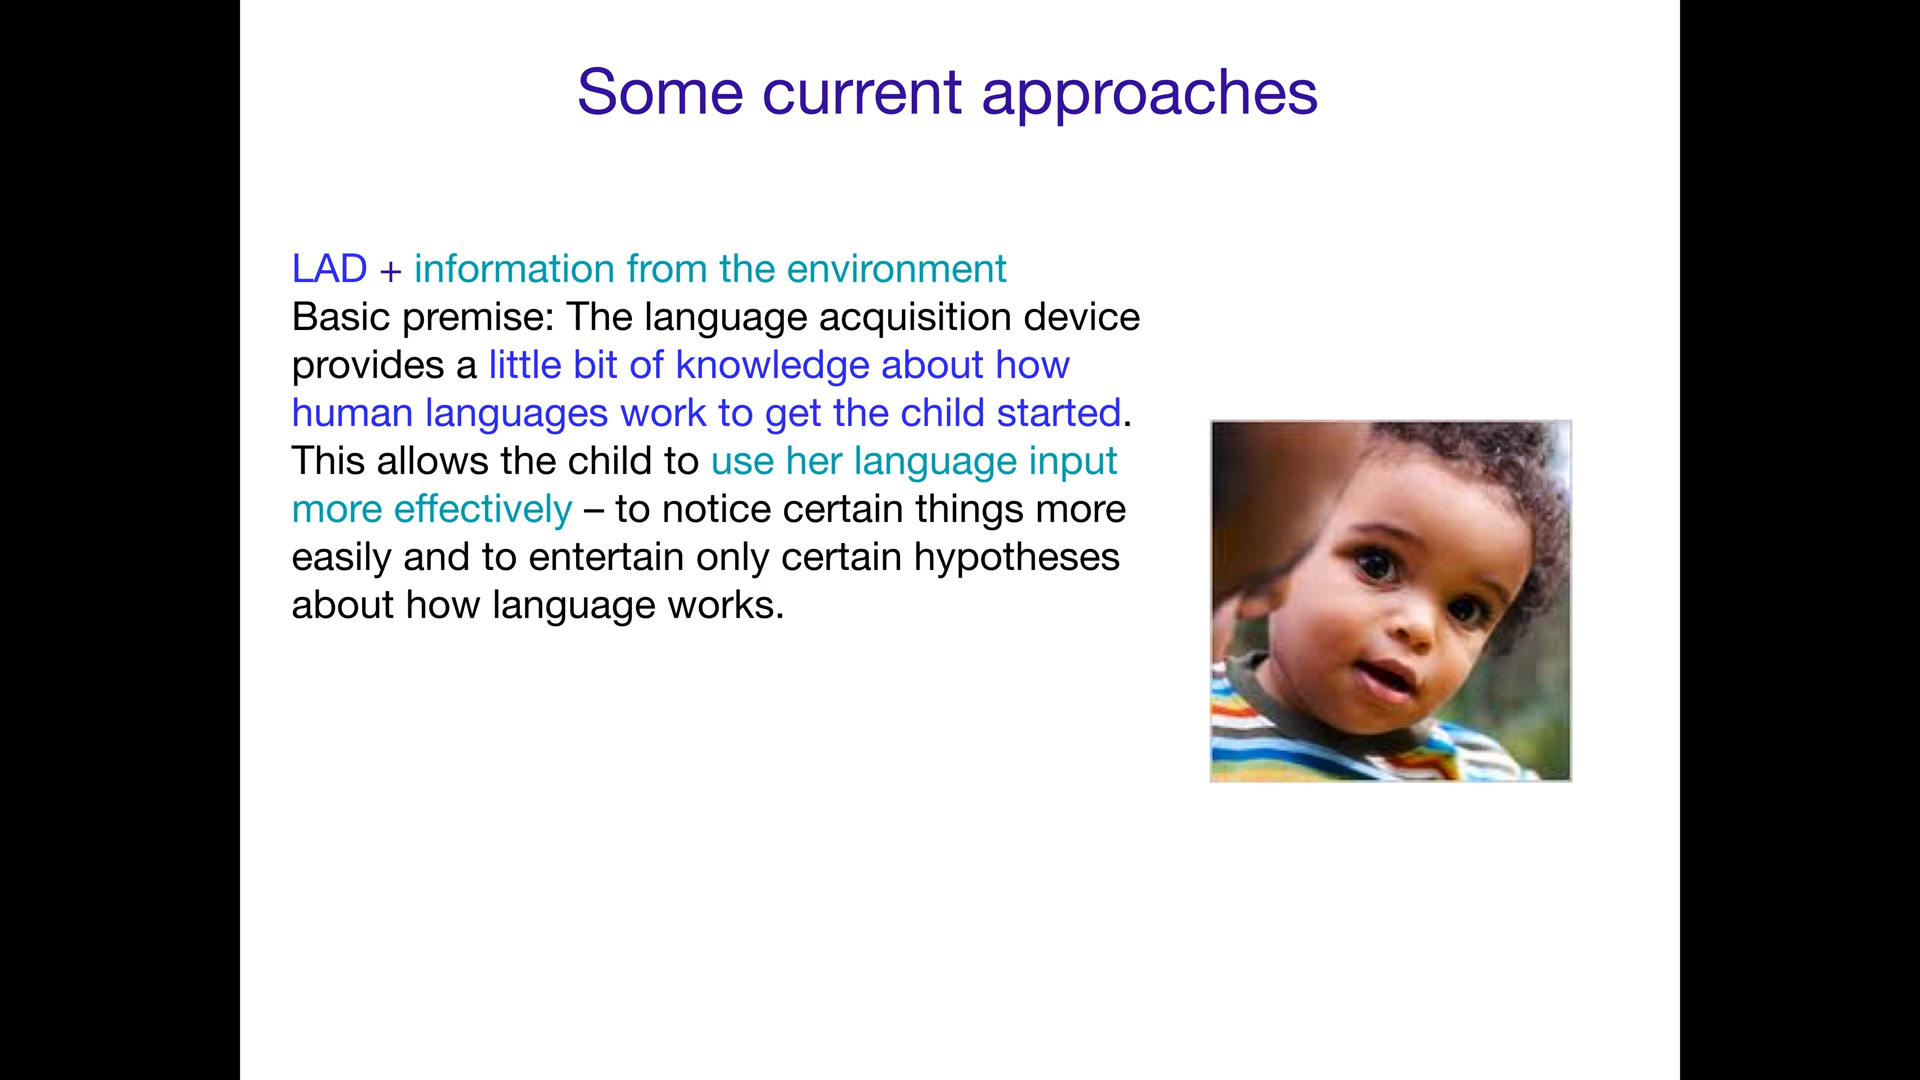 Some current approaches
LAD + information from the environment
Basic premise: The language acquisition device
provides a little bit of knowledge about how
human languages work to get the child started.
This allows the child to use her language input
more effectively – to notice certain things more
easily and to entertain only certain hypotheses
about how language works.